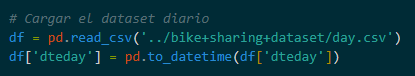 # Cargar el dataset diario
df = pd.read_csv('../bike+sharing+dataset/day.csv')
df['dteday'] = pd.to_datetime(df['dteday'])